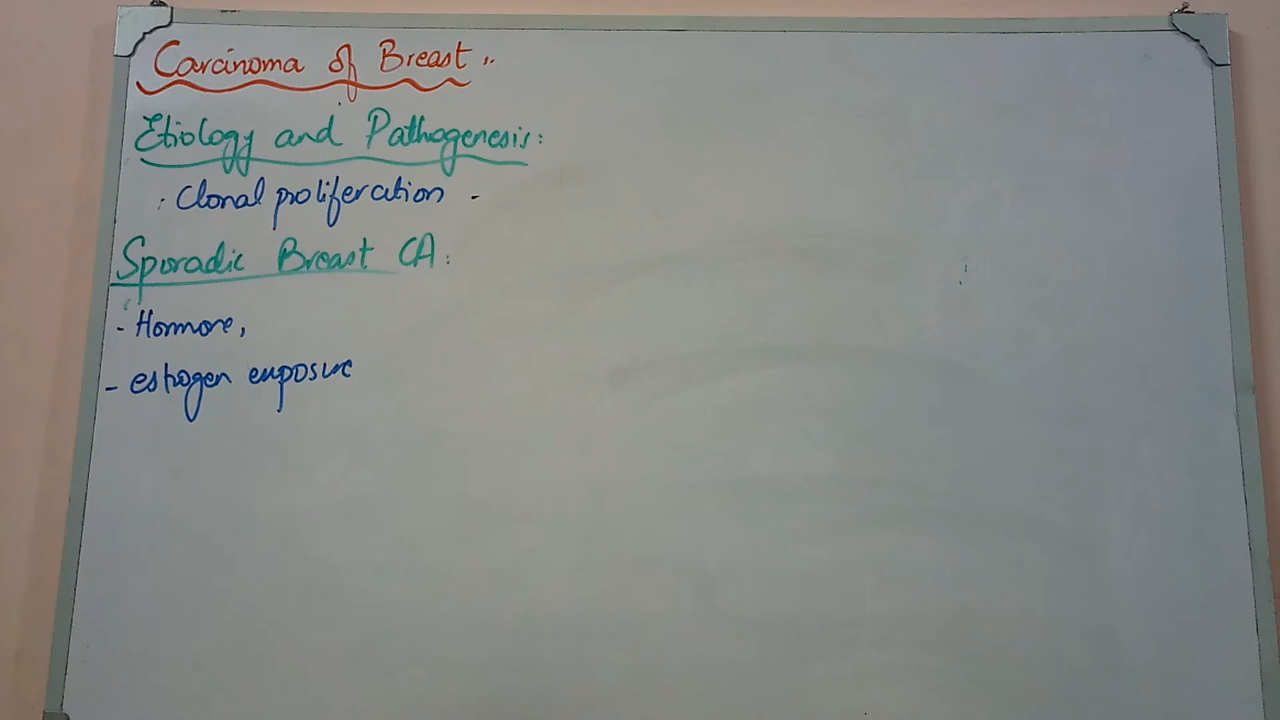 Carcinoma of Breast
Etiology and Pathogenesis:
· Clonal proliferation -
Sporadic Breast CA:
- Hormone,
- estrogen exposure